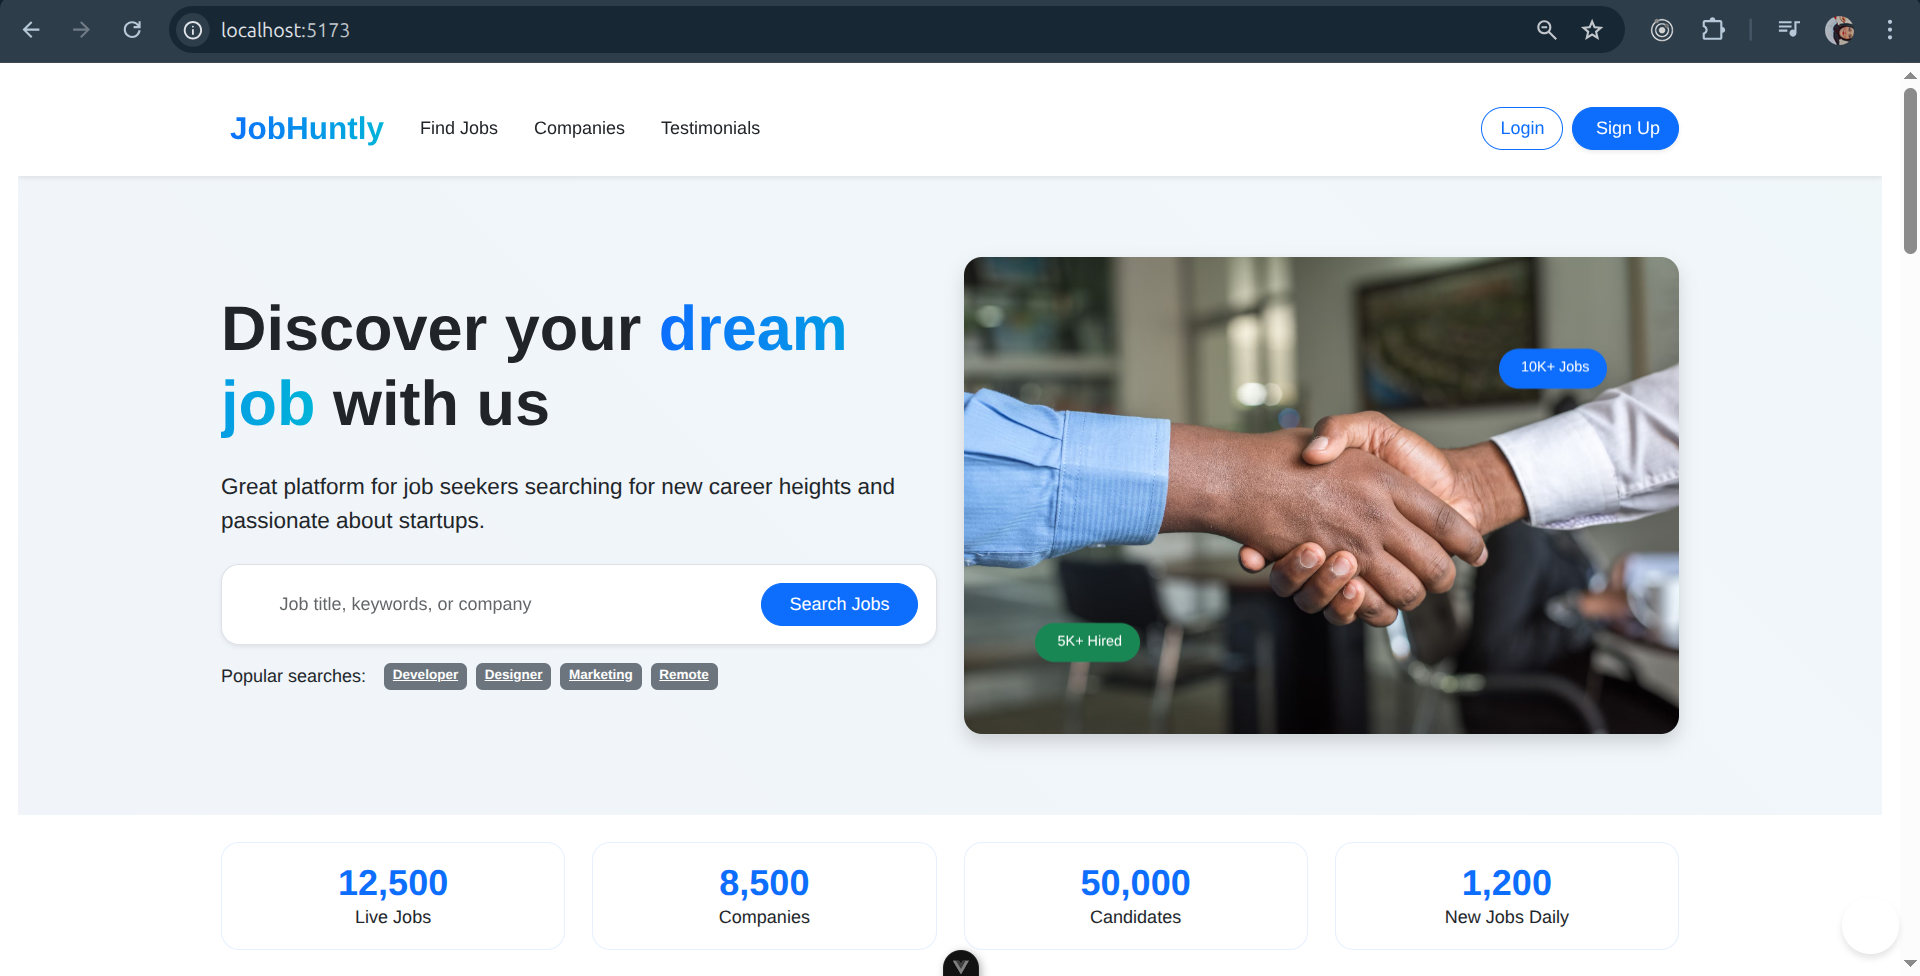 localhost:5173
JobHuntly
Find Jobs
Companies
Testimonials
Login
Sign Up
Discover your dream
job with us
Great platform for job seekers searching for new career heights and
passionate about startups.
Job title, keywords, or company
Search Jobs
Popular searches:
Developer
Designer
Marketing
Remote
10K+ Jobs
5K+ Hired
12,500
Live Jobs
8,500
Companies
50,000
Candidates
1,200
New Jobs Daily